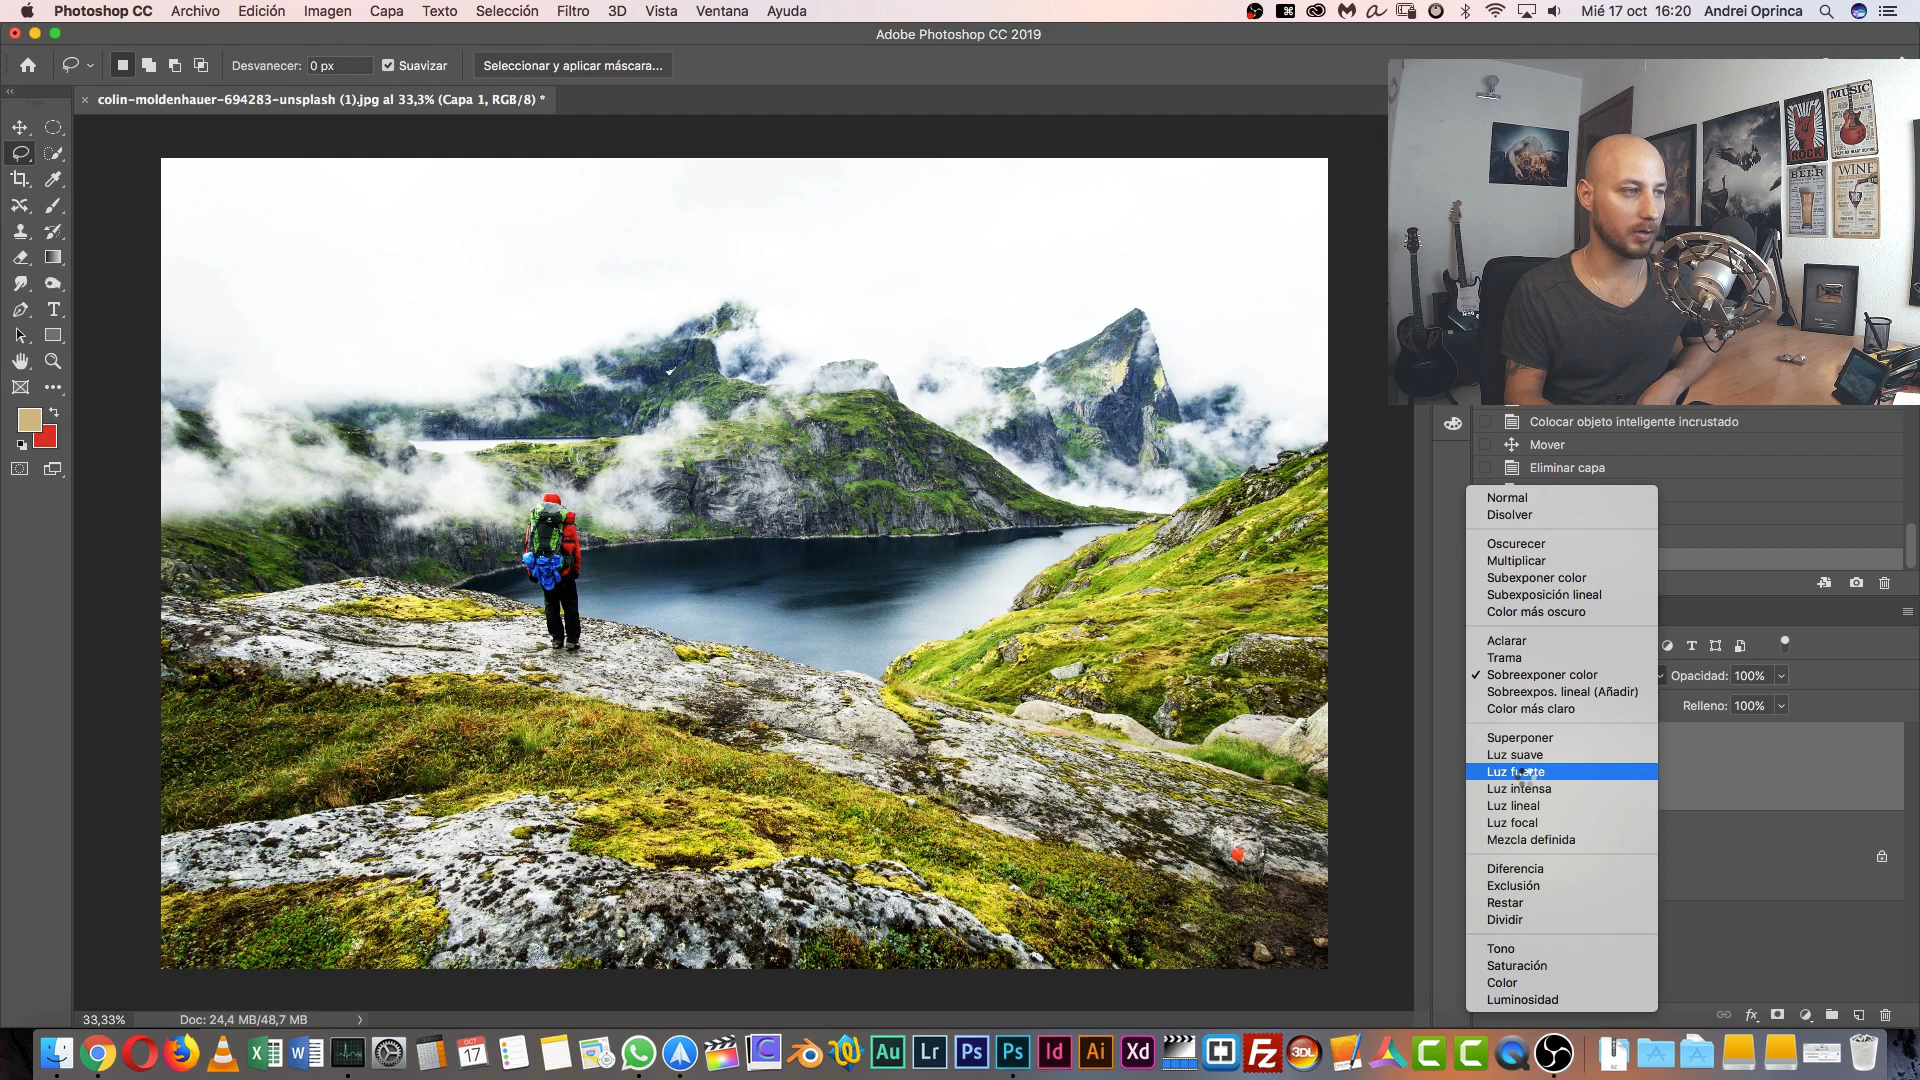 Photoshop CC Archivo Edición Imagen Capa Texto Selección Filtro 3D Vista Ventana Ayuda Mié 17 oct 16:20 Andrei Oprinca
Adobe Photoshop CC 2019
Desvanecer: 0 px Suavizar Seleccionar y aplicar máscara...
colin-moldenhauer-694283-unsplash (1).jpg al 33,3% (Capa 1, RGB/8) *
MUSIC
ROCK
BEER
WINE
Colocar objeto inteligente incrustado
Mover
Eliminar capa
Normal
Disolver
Oscurecer
Multiplicar
Subexponer color
Subexposición lineal
Color más oscuro
Aclarar
Trama
Sobreexponer color
Sobreexpos. lineal (Añadir)
Color más claro
Superponer
Luz suave
Luz fuerte
Luz intensa
Luz lineal
Luz focal
Mezcla definida
Diferencia
Exclusión
Restar
Dividir
Tono
Saturación
Color
Luminosidad
Opacidad: 100%
Relleno: 100%
33,33% Doc: 24,4 MB/48,7 MB
OCT
17
Au Lr Ps Ps Id Ai Xd Fz 3DL